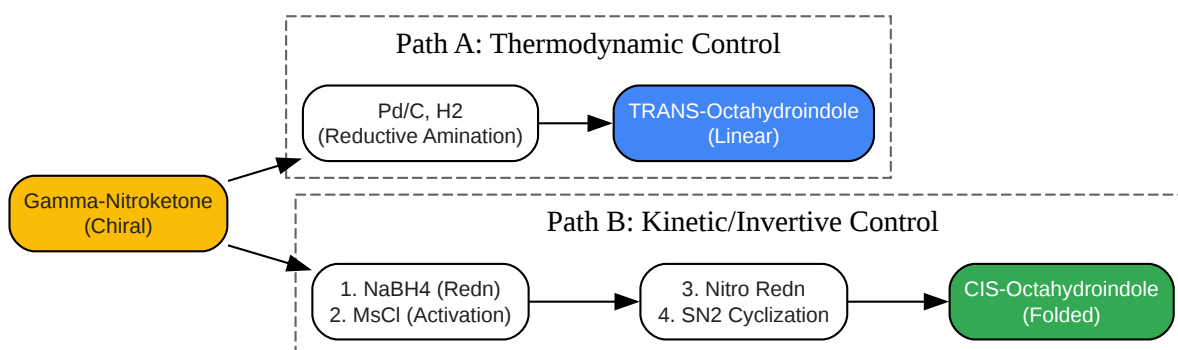 Path A: Thermodynamic Control
Pd/C, H2
(Reductive Amination)
TRANS-Octahydroindole
(Linear)
Gamma-Nitroketone
(Chiral)
Path B: Kinetic/Invertive Control
1. NaBH4 (Redn)
2. MsCl (Activation)
3. Nitro Redn
4. SN2 Cyclization
CIS-Octahydroindole
(Folded)